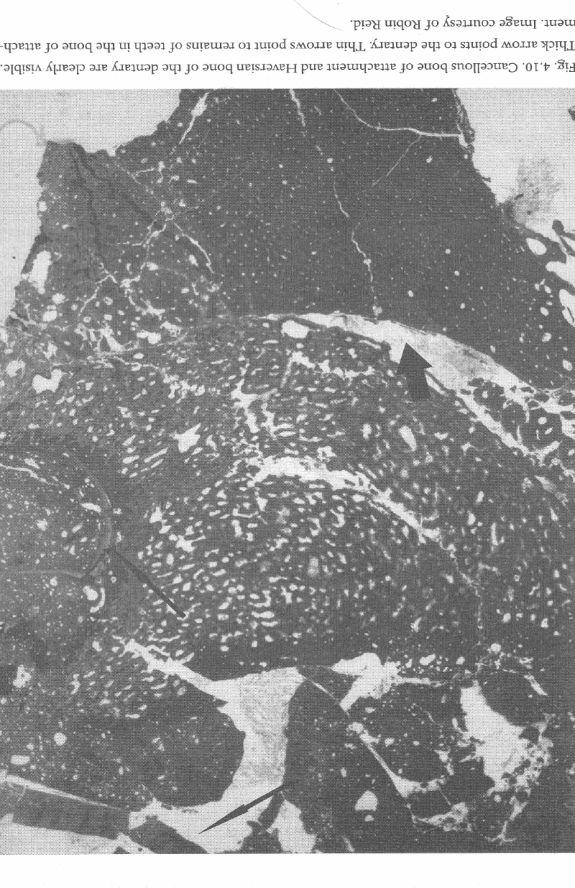 Fig. 4.10. Cancellous bone of attachment and Haversian bone of the dentary are clearly visible.
Thick arrow points to the dentary. Thin arrows point to remains of teeth in the bone of attach-
ment. Image courtesy of Robin Reid.